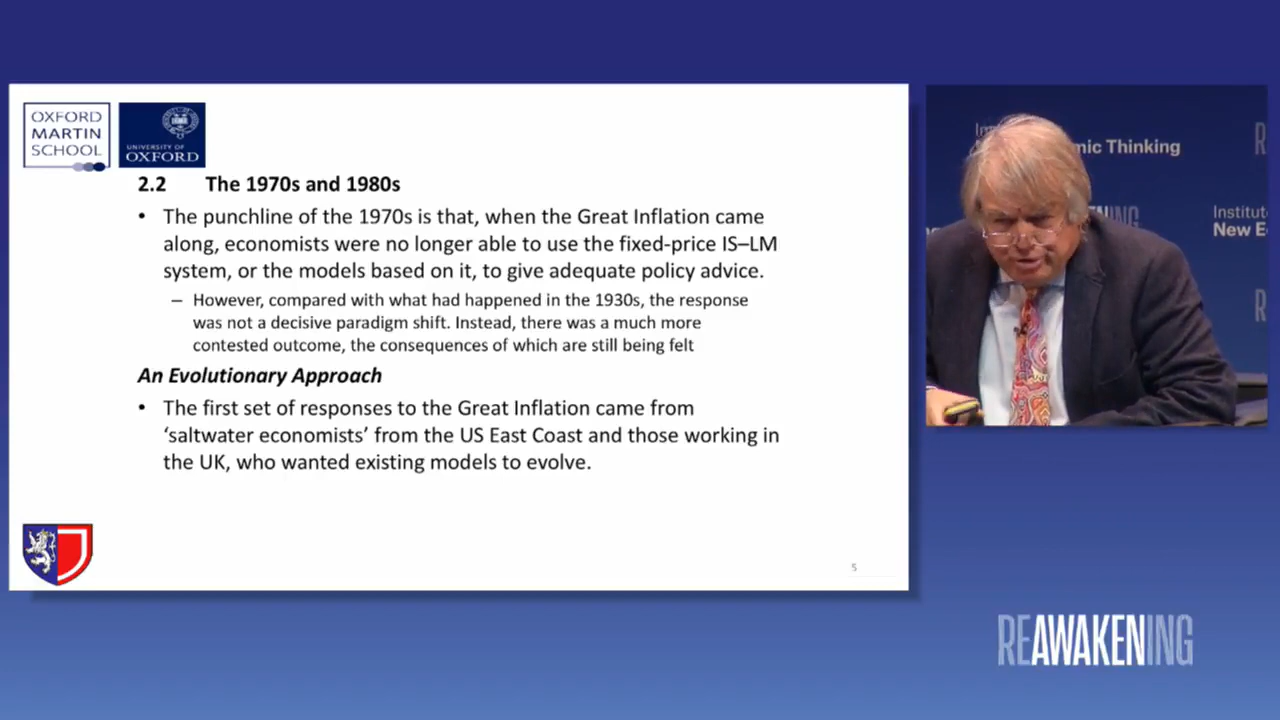 OXFORD
MARTIN
SCHOOL
UNIVERSITY OF
OXFORD
2.2 The 1970s and 1980s
• The punchline of the 1970s is that, when the Great Inflation came
along, economists were no longer able to use the fixed-price IS–LM
system, or the models based on it, to give adequate policy advice.
– However, compared with what had happened in the 1930s, the response
was not a decisive paradigm shift. Instead, there was a much more
contested outcome, the consequences of which are still being felt
An Evolutionary Approach
• The first set of responses to the Great Inflation came from
‘saltwater economists’ from the US East Coast and those working in
the UK, who wanted existing models to evolve.
5
Thinking
Institute
New
REAWAKENING